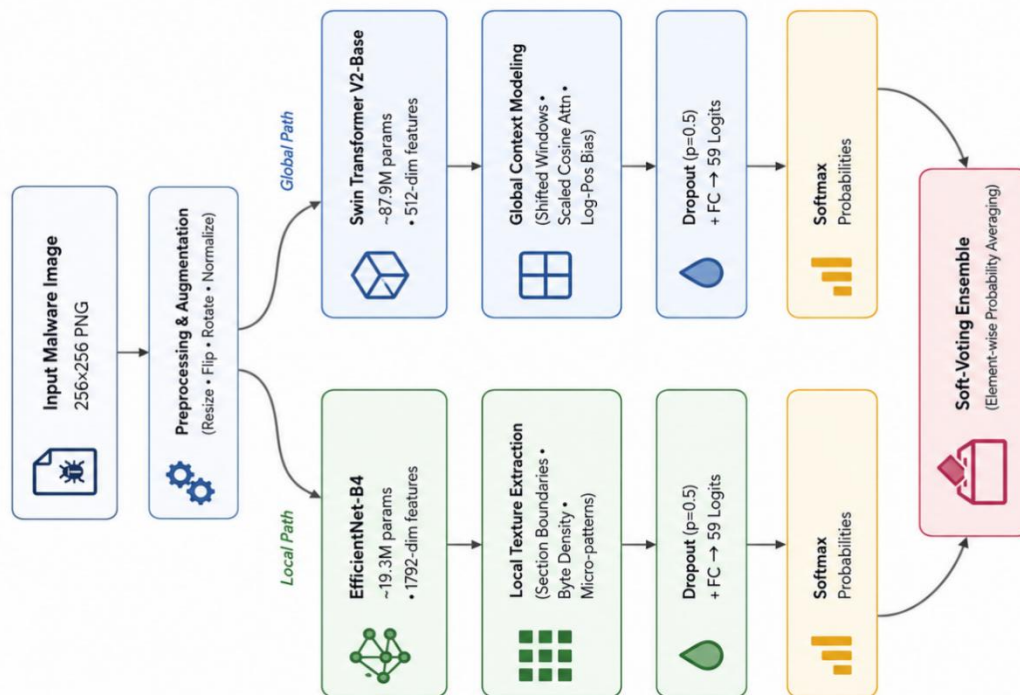 Input Malware Image
256×256 PNG
Preprocessing & Augmentation
(Resize • Flip • Rotate • Normalize)
Local Path
EfficientNet-B4
~19.3M params
• 1792-dim features
Local Texture Extraction
(Section Boundaries •
Byte Density •
Micro-patterns)
Dropout (p=0.5)
+ FC → 59 Logits
Softmax
Probabilities
Global Path
Swin Transformer V2-Base
~87.9M params
• 512-dim features
Global Context Modeling
(Shifted Windows •
Scaled Cosine Attn •
Log-Pos Bias)
Dropout (p=0.5)
+ FC → 59 Logits
Softmax
Probabilities
Soft-Voting Ensemble
(Element-wise Probability Averaging)